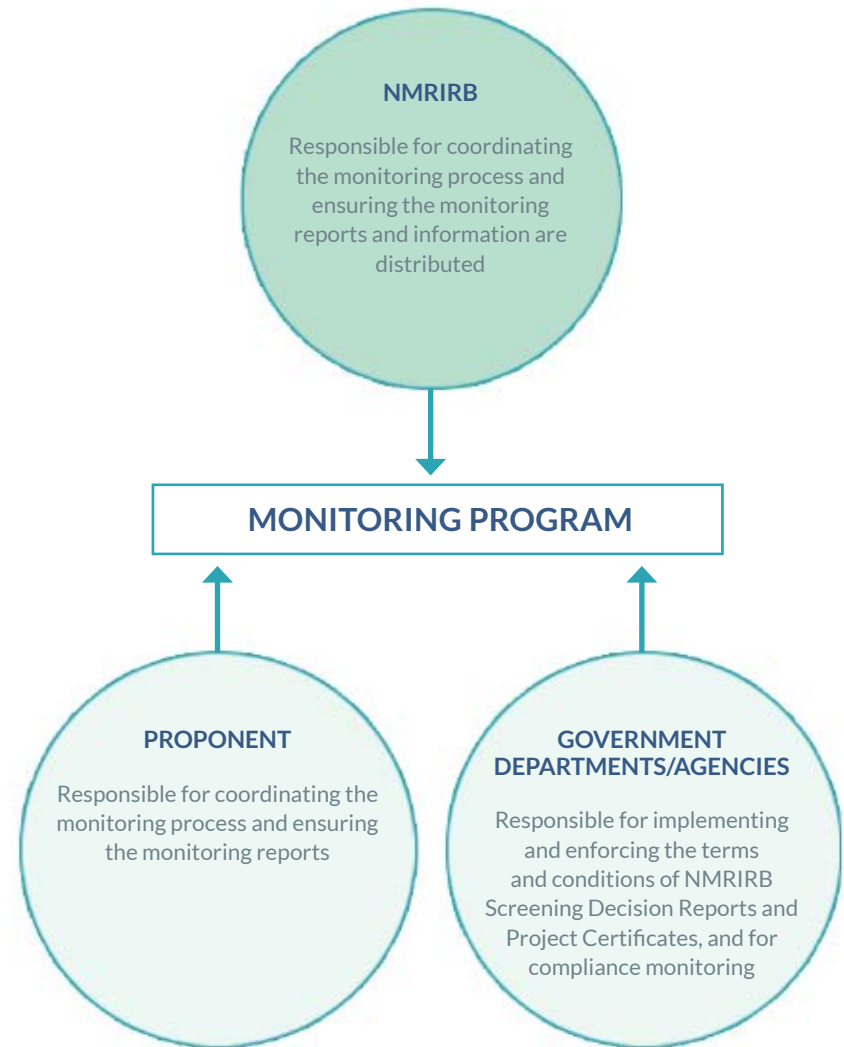 NMRIRB
Responsible for coordinating
the monitoring process and
ensuring the monitoring
reports and information are
distributed
MONITORING PROGRAM
PROPONENT
Responsible for coordinating the
monitoring process and ensuring
the monitoring reports
GOVERNMENT
DEPARTMENTS/AGENCIES
Responsible for implementing
and enforcing the terms
and conditions of NMRIRB
Screening Decision Reports and
Project Certificates, and for
compliance monitoring